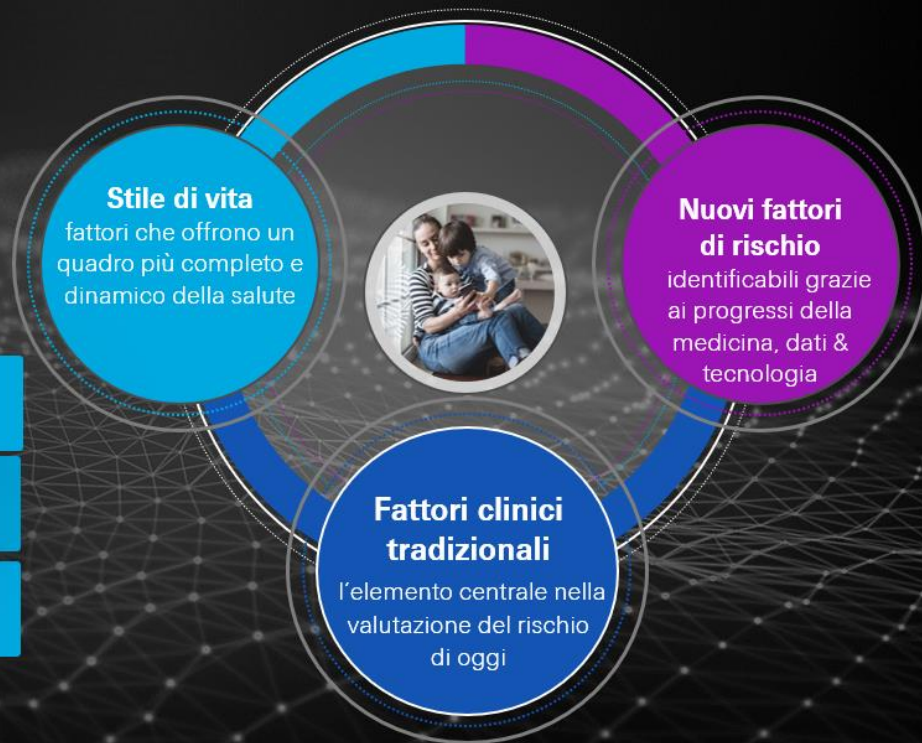 Stile di vita
fattori che offrono un
quadro più completo e
dinamico della salute
Nuovi fattori
di rischio
identificabili grazie
ai progressi della
medicina, dati &
tecnologia
Fattori clinici
tradizionali
l´elemento centrale nella
valutazione del rischio
di oggi